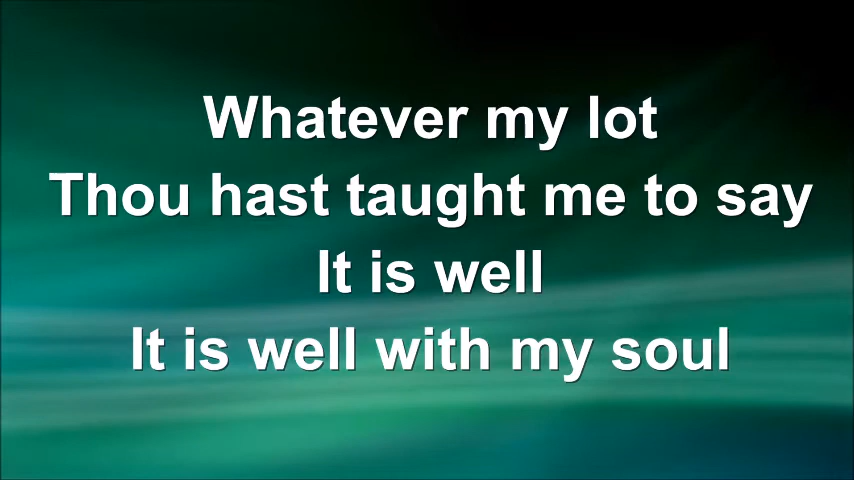 Whatever my lot
Thou hast taught me to say
It is well
It is well with my soul